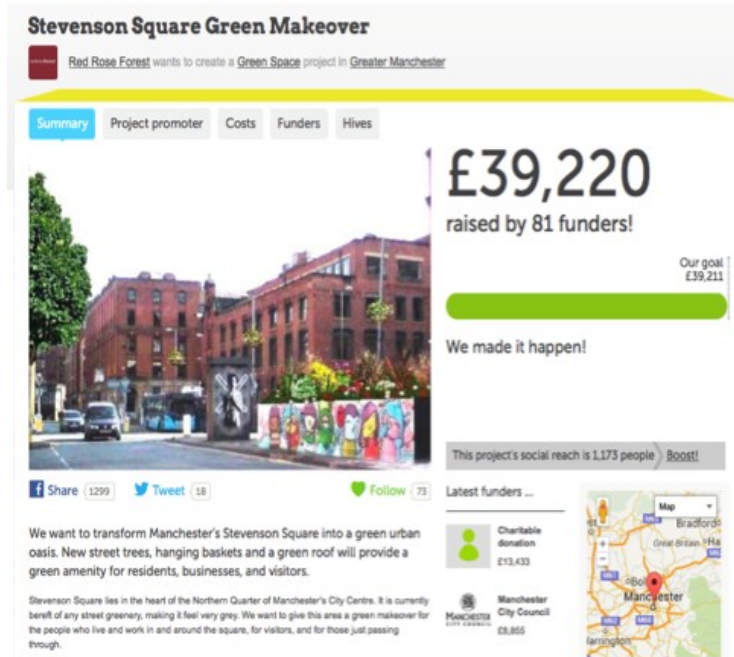 Stevenson Square Green Makeover
Red Rose Forest wants to create a Green Space project in Greater Manchester
Summary
Project promoter
Costs
Funders
Hives
£39,220
raised by 81 funders!
Our goal
£39,211
We made it happen!
This project's social reach is 1,173 people
Boost!
Share 1299
Tweet 18
Follow 73
Latest funders ...
Charitable
donation
£13,433
MANCHESTER
CITY COUNCIL
Manchester
City Council
£8,855
Map
Bradford
Great Britain
Manchester
We want to transform Manchester's Stevenson Square into a green urban
oasis. New street trees, hanging baskets and a green roof will provide a
green amenity for residents, businesses, and visitors.
Stevenson Square lies in the heart of the Northern Quarter of Manchester's City Centre. It is currently
bereft of any street greenery, making it feel very grey. We want to give this area a green makeover for
the people who live and work in and around the square, for visitors, and for those just passing
through.